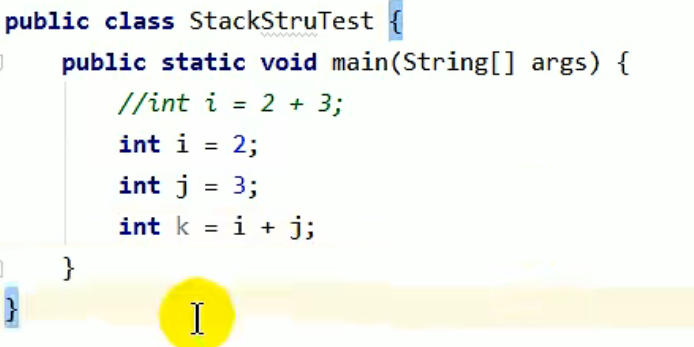 public class StackStruTest {
public static void main(String[] args) {
//int i = 2 + 3;
int i = 2;
int j = 3;
int k = i + j;
}
}